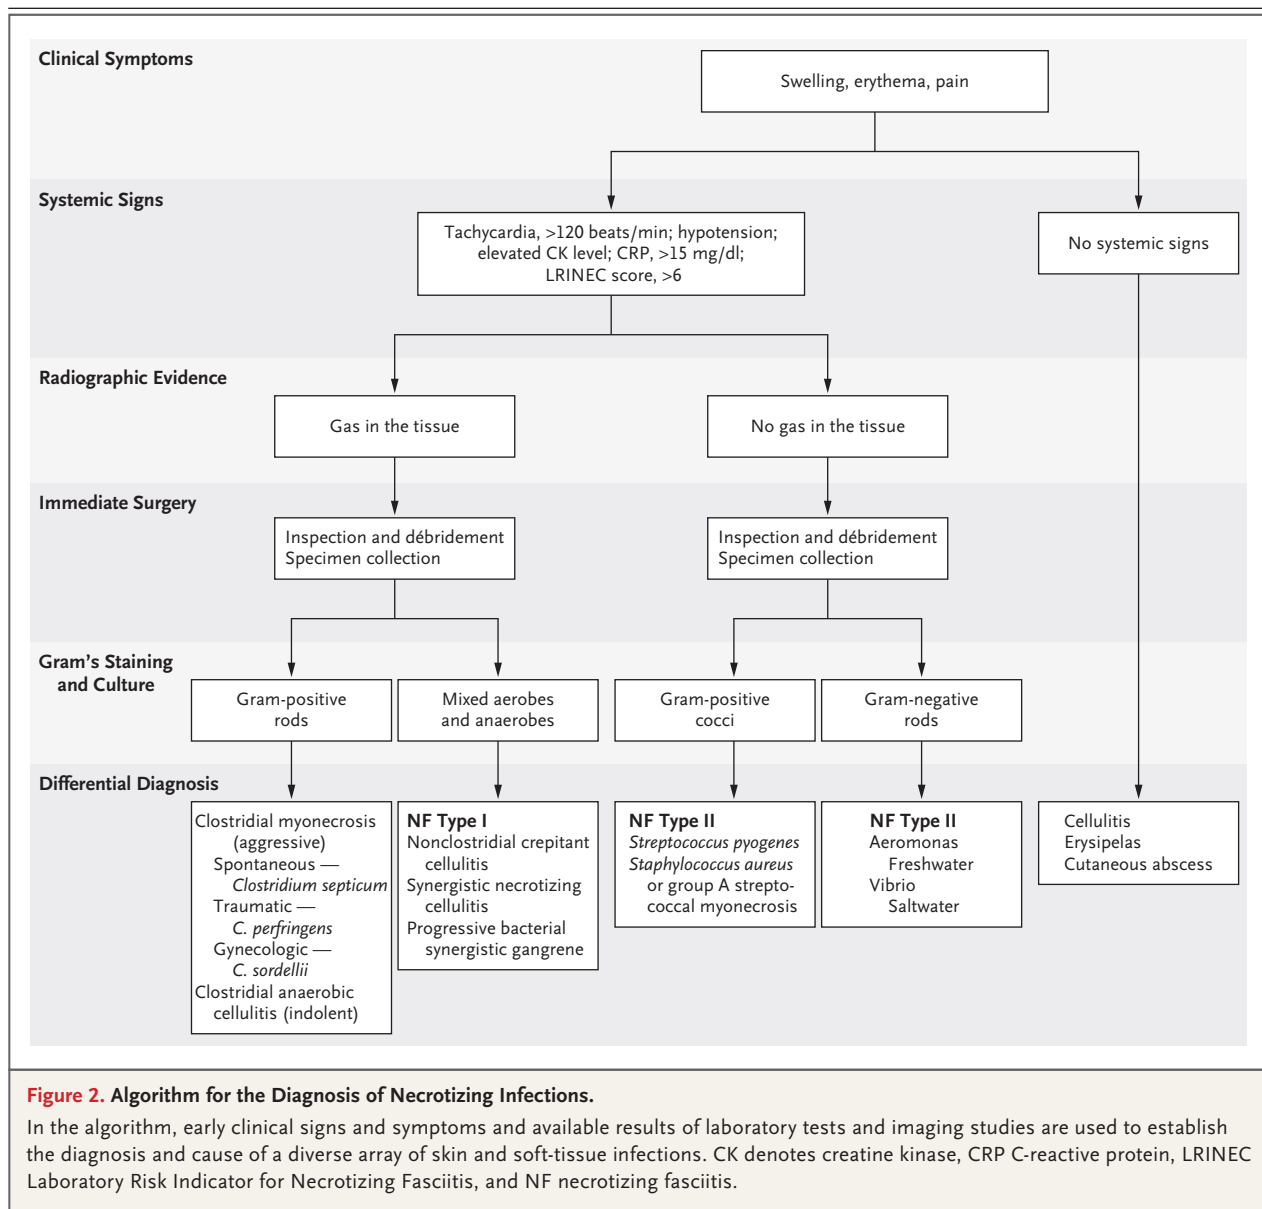 Clinical Symptoms
Swelling, erythema, pain
Systemic Signs
Tachycardia, >120 beats/min; hypotension;
elevated CK level; CRP, >15 mg/dl;
LRINEC score, >6
No systemic signs
Radiographic Evidence
Gas in the tissue
No gas in the tissue
Immediate Surgery
Inspection and débridement
Specimen collection
Inspection and débridement
Specimen collection
Gram's Staining
and Culture
Gram-positive
rods
Mixed aerobes
and anaerobes
Gram-positive
cocci
Gram-negative
rods
Differential Diagnosis
Clostridial myonecrosis
(aggressive)
Spontaneous —
Clostridium septicum
Traumatic —
C. perfringens
Gynecologic —
C. sordellii
Clostridial anaerobic
cellulitis (indolent)
NF Type I
Nonclostridial crepitant
cellulitis
Synergistic necrotizing
cellulitis
Progressive bacterial
synergistic gangrene
NF Type II
Streptococcus pyogenes
Staphylococcus aureus
or group A strepto-
coccal myonecrosis
NF Type II
Aeromonas
Freshwater
Vibrio
Saltwater
Cellulitis
Erysipelas
Cutaneous abscess
Figure 2. Algorithm for the Diagnosis of Necrotizing Infections.
In the algorithm, early clinical signs and symptoms and available results of laboratory tests and imaging studies are used to establish
the diagnosis and cause of a diverse array of skin and soft-tissue infections. CK denotes creatine kinase, CRP C-reactive protein, LRINEC
Laboratory Risk Indicator for Necrotizing Fasciitis, and NF necrotizing fasciitis.